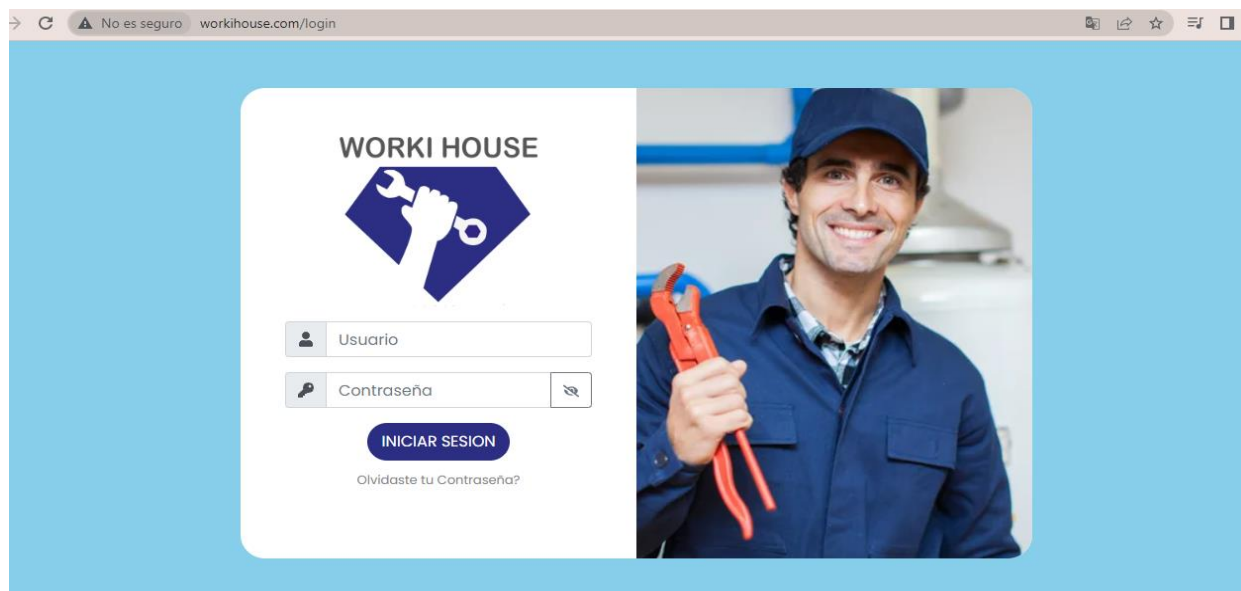 No es seguro workihouse.com/login
WORKI HOUSE
Usuario
Contraseña
INICIAR SESION
Olvidaste tu Contraseña?